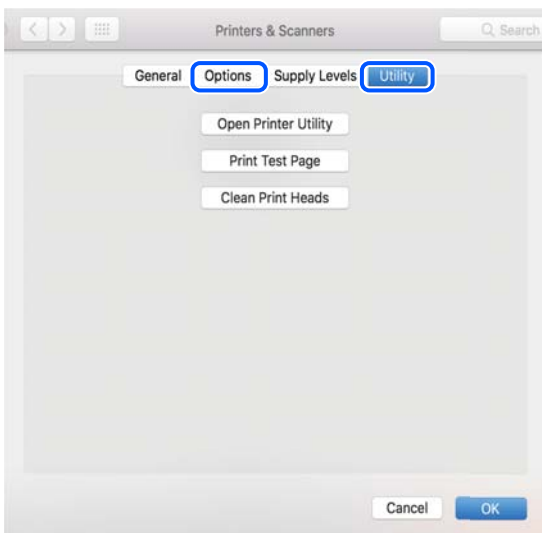 Printers & Scanners Search
General Options Supply Levels Utility
Open Printer Utility
Print Test Page
Clean Print Heads
Cancel OK